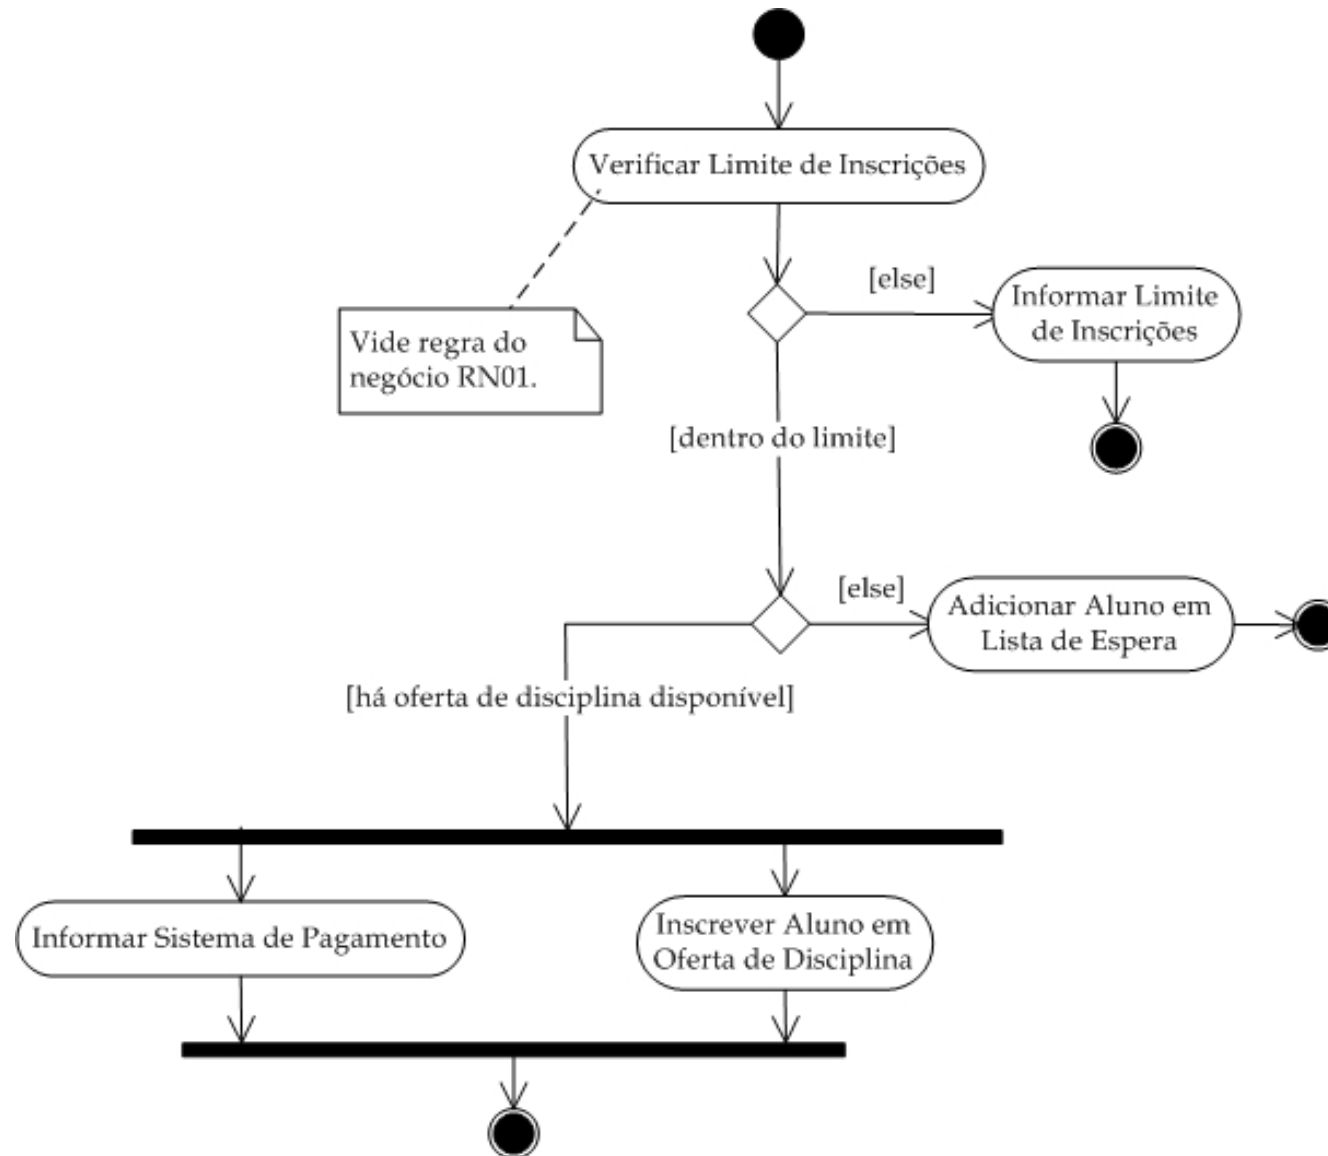 Verificar Limite de Inscrições
[else]
Informar Limite
de Inscrições
Vide regra do
negócio RN01.
[dentro do limite]
[else]
Adicionar Aluno em
Lista de Espera
[há oferta de disciplina disponível]
Informar Sistema de Pagamento
Inscrever Aluno em
Oferta de Disciplina